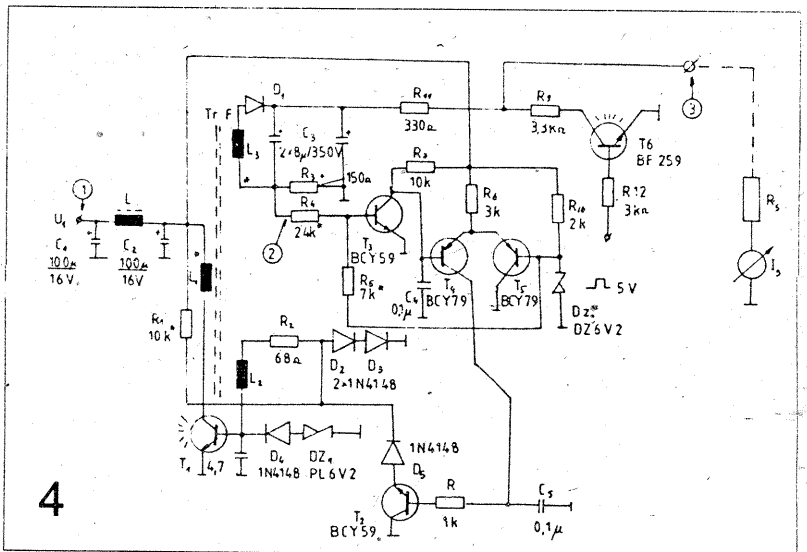 D₁
Tr F
L₃
C₃
2×8µ/350V
R₁₁
330Ω
R₉
3,3KΩ
3
T6
BF 259
R₃ +
150Ω
R₈
10k
R₄
24k*
2
T₃
BCY59
R₆
3k
R₁₀
2k
R12
3kΩ
R₅
I₃
1
U₁
L
C₁
100µ
16V
C₂
100µ
16V
R₅
7k*
C₄
0,1µ
T₄
BCY79
T₅
BCY79
DZ₂*
DZ6V2
5V
R₁
10k*
R₂
68Ω
D₂
D₃
2×1N4148
L₂
T₁
4,7
D₄
1N4148
DZ₁
PL6V2
1N4148
D₅
T₂
BCY59
R
1k
C₅
0,1µ
4